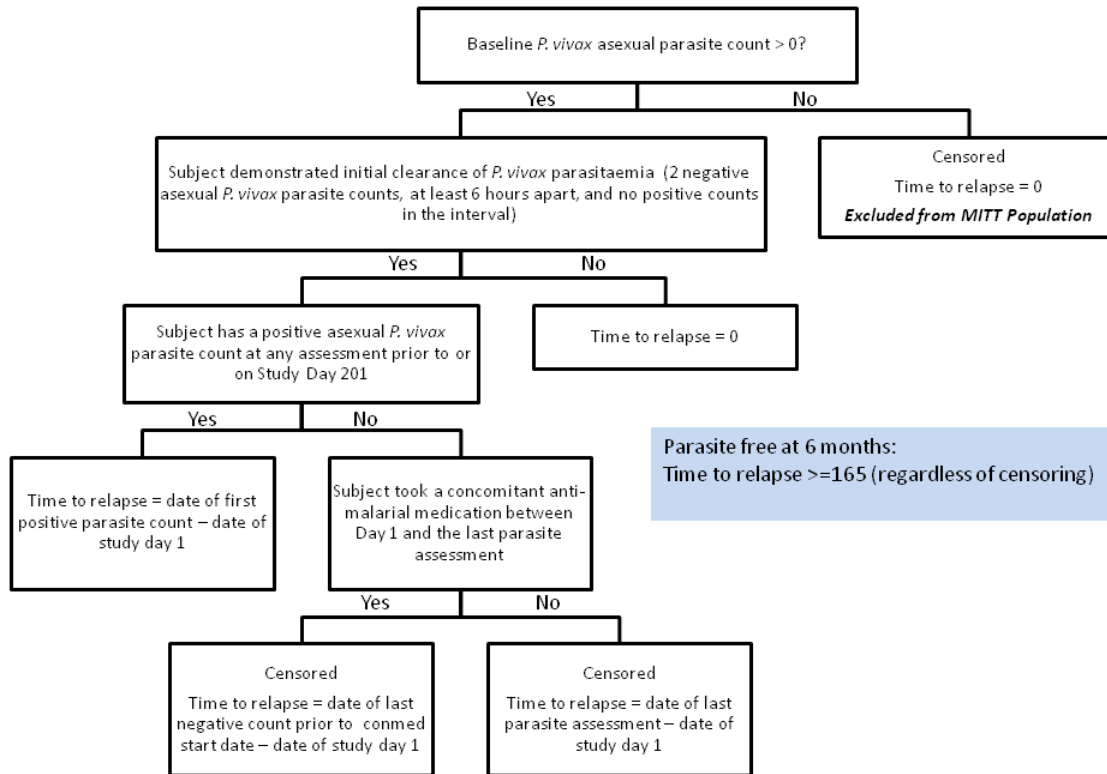 Baseline P. vivax asexual parasite count > 0?
Yes
No
Subject demonstrated initial clearance of P. vivax parasitaemia (2 negative
asexual P. vivax parasite counts, at least 6 hours apart, and no positive counts
in the interval)
Censored
Time to relapse = 0
Excluded from MITT Population
Yes
No
Subject has a positive asexual P. vivax
parasite count at any assessment prior to or
on Study Day 201
Time to relapse = 0
Yes
No
Parasite free at 6 months:
Time to relapse >=165 (regardless of censoring)
Time to relapse = date of first
positive parasite count – date of
study day 1
Subject took a concomitant anti-
malarial medication between
Day 1 and the last parasite
assessment
Yes
No
Censored
Time to relapse = date of last
negative count prior to conmed
start date – date of study day 1
Censored
Time to relapse = date of last
parasite assessment – date of
study day 1